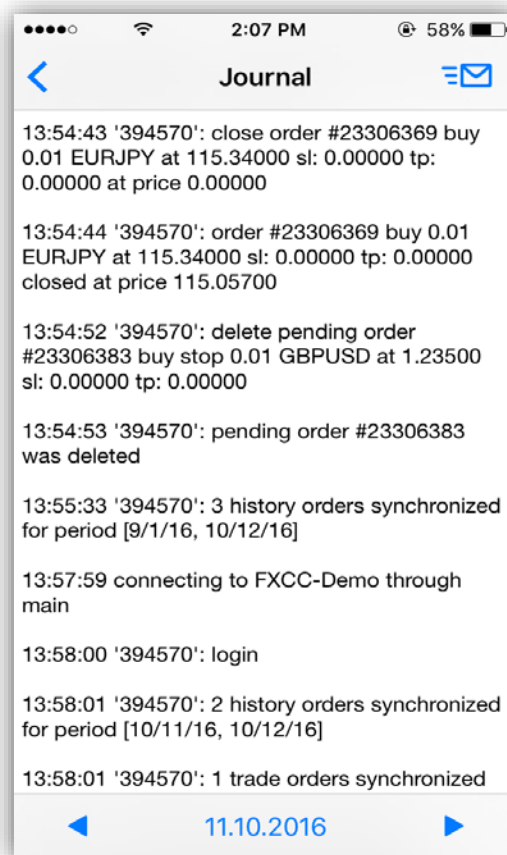 2:07 PM
58%
Journal
13:54:43 '394570': close order #23306369 buy
0.01 EURJPY at 115.34000 sl: 0.00000 tp:
0.00000 at price 0.00000
13:54:44 '394570': order #23306369 buy 0.01
EURJPY at 115.34000 sl: 0.00000 tp: 0.00000
closed at price 115.05700
13:54:52 '394570': delete pending order
#23306383 buy stop 0.01 GBPUSD at 1.23500
sl: 0.00000 tp: 0.00000
13:54:53 '394570': pending order #23306383
was deleted
13:55:33 '394570': 3 history orders synchronized
for period [9/1/16, 10/12/16]
13:57:59 connecting to FXCC-Demo through
main
13:58:00 '394570': login
13:58:01 '394570': 2 history orders synchronized
for period [10/11/16, 10/12/16]
13:58:01 '394570': 1 trade orders synchronized
11.10.2016